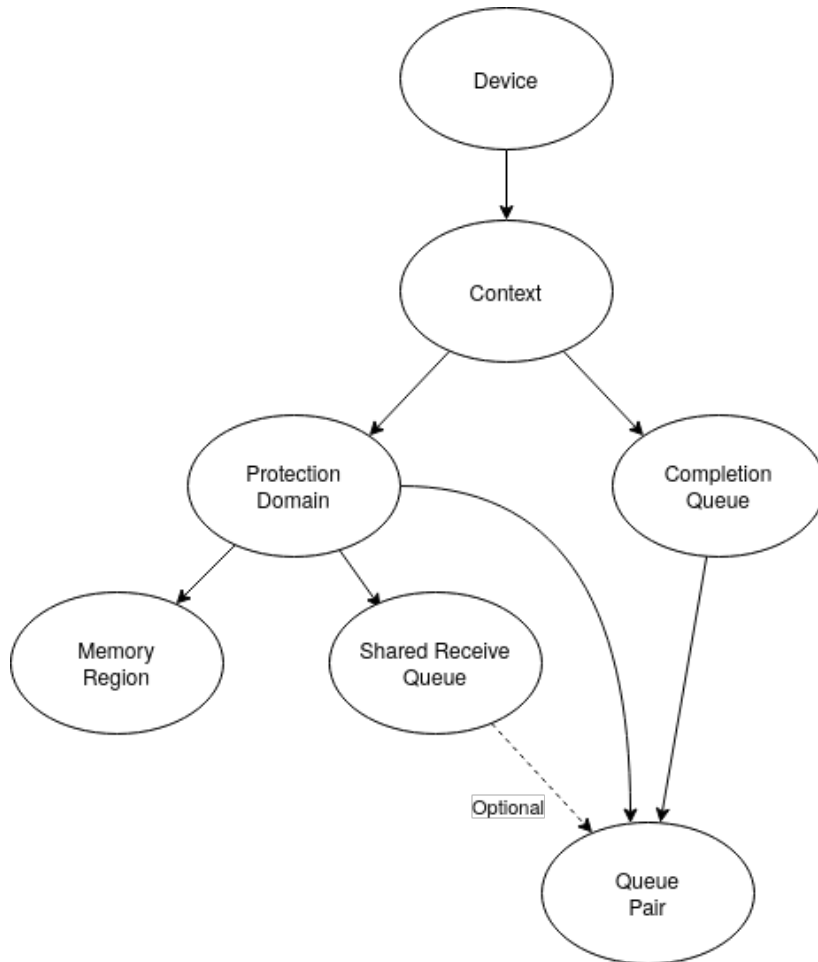 Device
Context
Protection
Domain
Completion
Queue
Memory
Region
Shared Receive
Queue
Optional
Queue
Pair